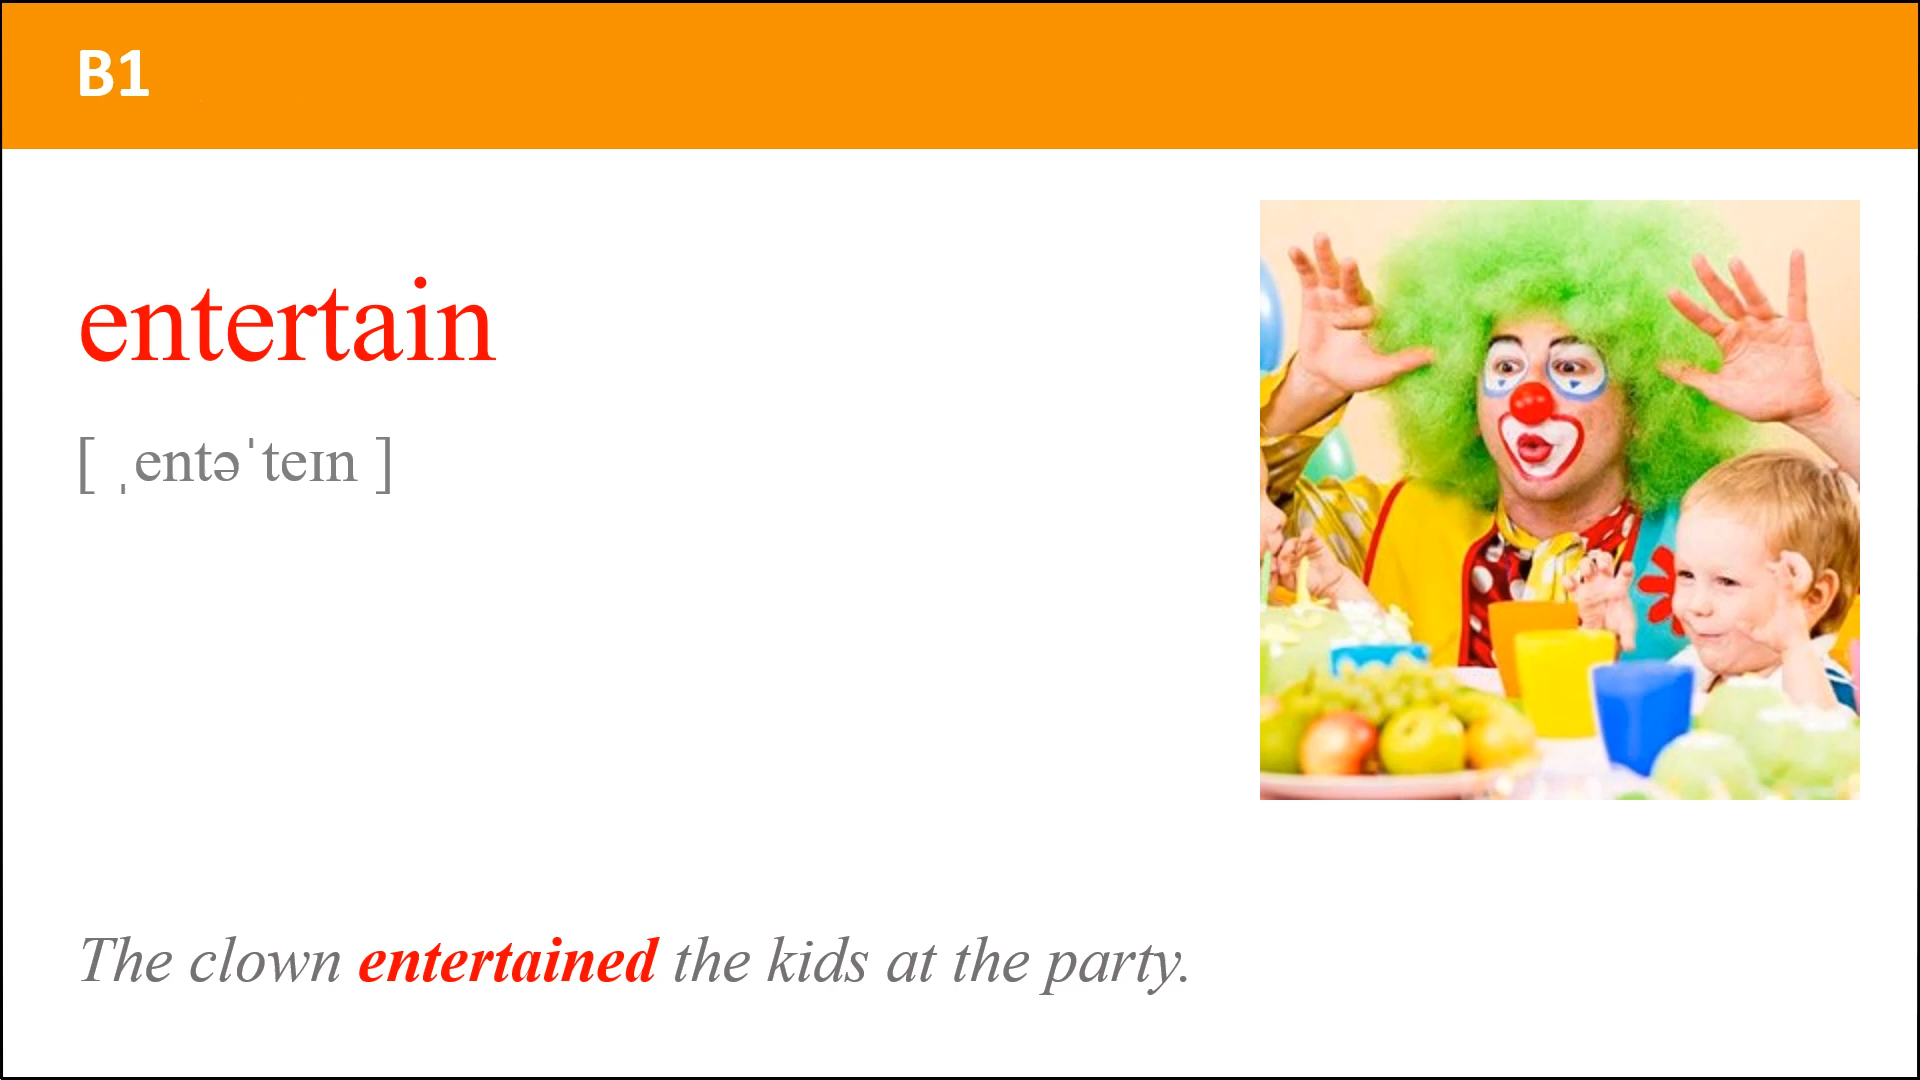 B1
entertain
[ ˌentəˈteɪn ]
The clown entertained the kids at the party.